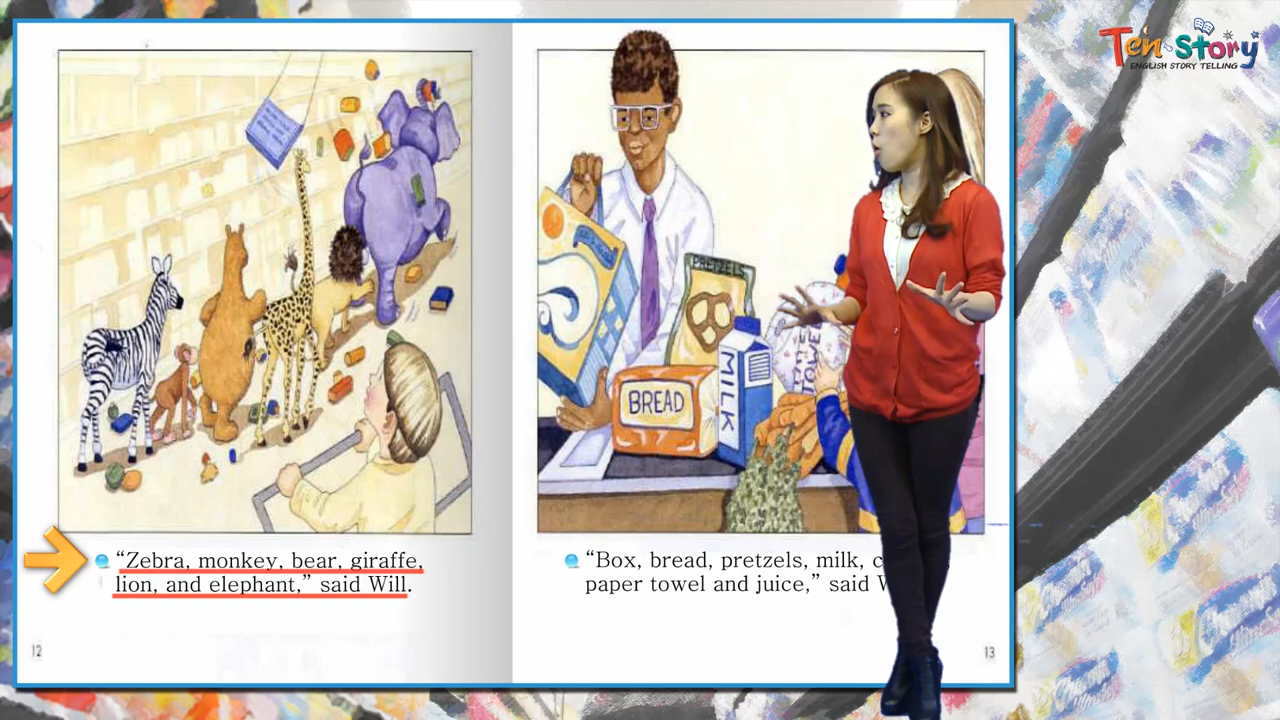 Ten Story
ENGLISH STORY TELLING
PRETZELS
BREAD
MILK
TOWE
“Zebra, monkey, bear, giraffe,
lion, and elephant,” said Will.
“Box, bread, pretzels, milk,
paper towel and juice,” said
12
13